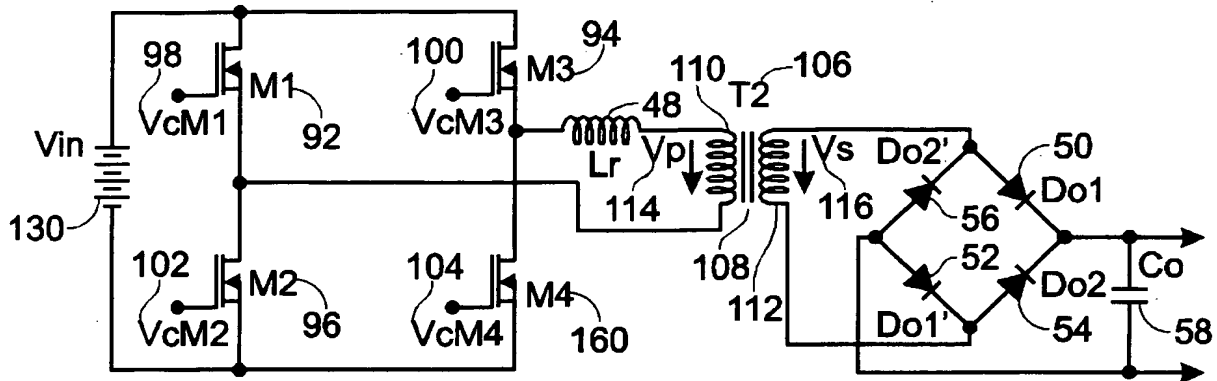 98
100
94
M3
110
106
T2
M1
VcM1
VcM3
48
50
Vin
92
Vp
Vs
Do2'
Lr
Do1
114
116
56
130
102
104
108
52
Co
M2
M4
112
Do2
VcM2
96
VcM4
160
Do1'
54
58